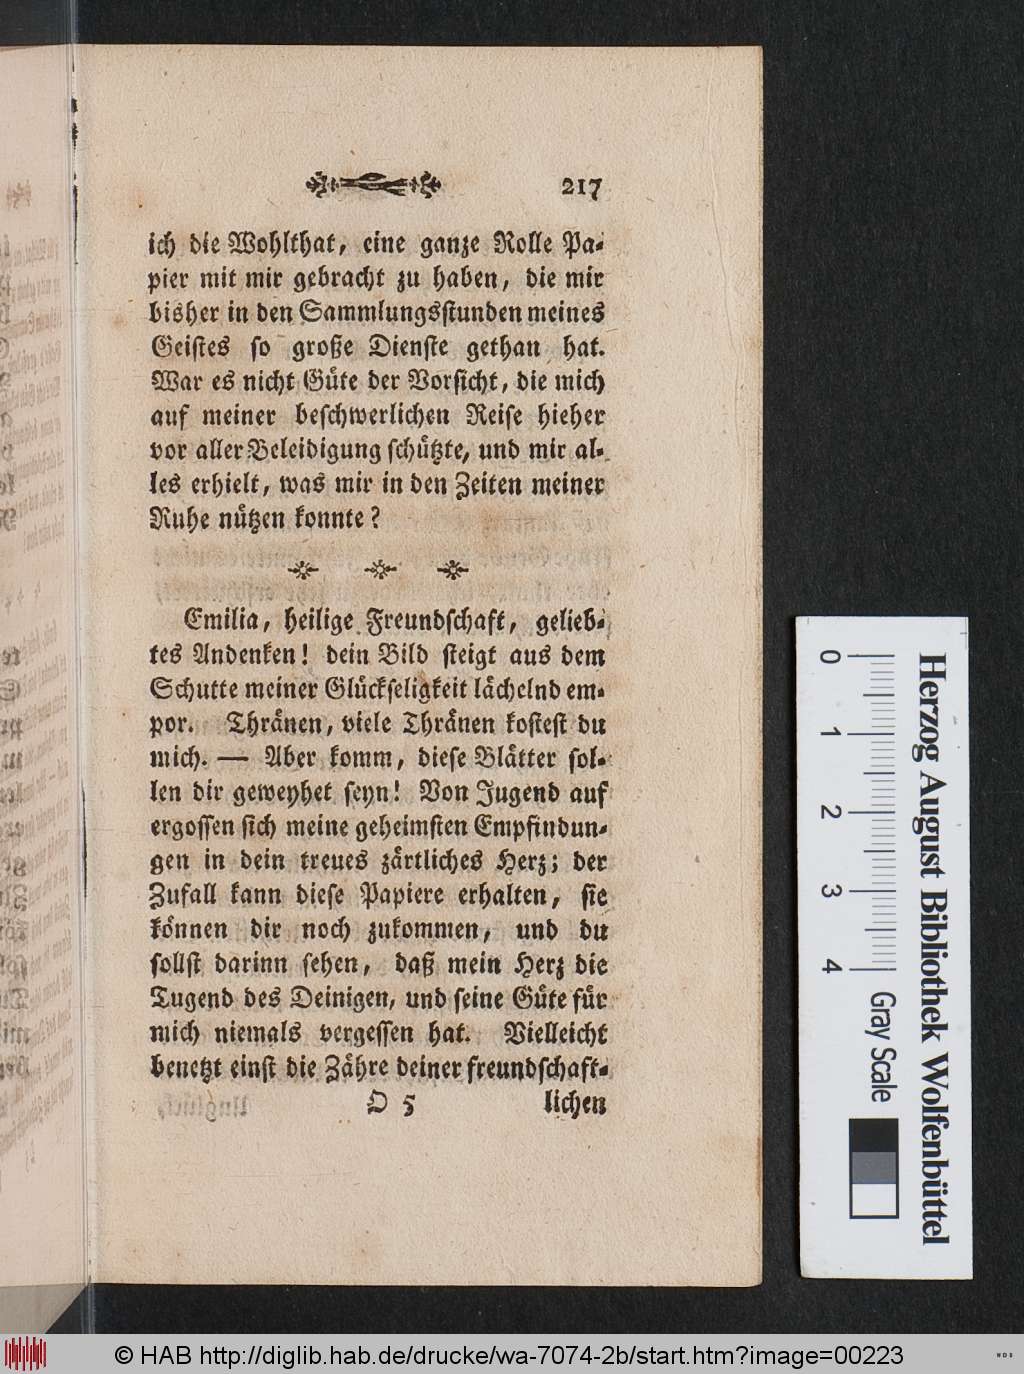 217
ich die Wohlthat, eine ganze Rolle Pa-
pier mit mir gebracht zu haben, die mir
bisher in den Sammlungsstunden meines
Geistes so große Dienste gethan hat.
War es nicht Güte der Vorsicht, die mich
auf meiner beschwerlichen Reise hieher
vor aller Beleidigung schützte, und mir al-
les erhielt, was mir in den Zeiten meiner
Ruhe nützen konnte?
Emilia, heilige Freundschaft, gelieb-
tes Andenken! dein Bild steigt aus dem
Schutte meiner Glückseligkeit lächelnd em-
por. Thränen, viele Thränen kostest du
mich. — Aber komm, diese Blätter sol-
len dir geweyhet seyn! Von Jugend auf
ergossen sich meine geheimsten Empfindun-
gen in dein treues zärtliches Herz; der
Zufall kann diese Papiere erhalten, sie
können dir noch zukommen, und du
sollst darinn sehen, daß mein Herz die
Tugend des Deinigen, und seine Güte für
mich niemals vergessen hat. Vielleicht
benetzt einst die Zähre deiner freundschaft-
O 5 lichen
0 1 2 3 4 Gray Scale
Herzog August Bibliothek Wolfenbüttel
© HAB http://diglib.hab.de/drucke/wa-7074-2b/start.htm?image=00223